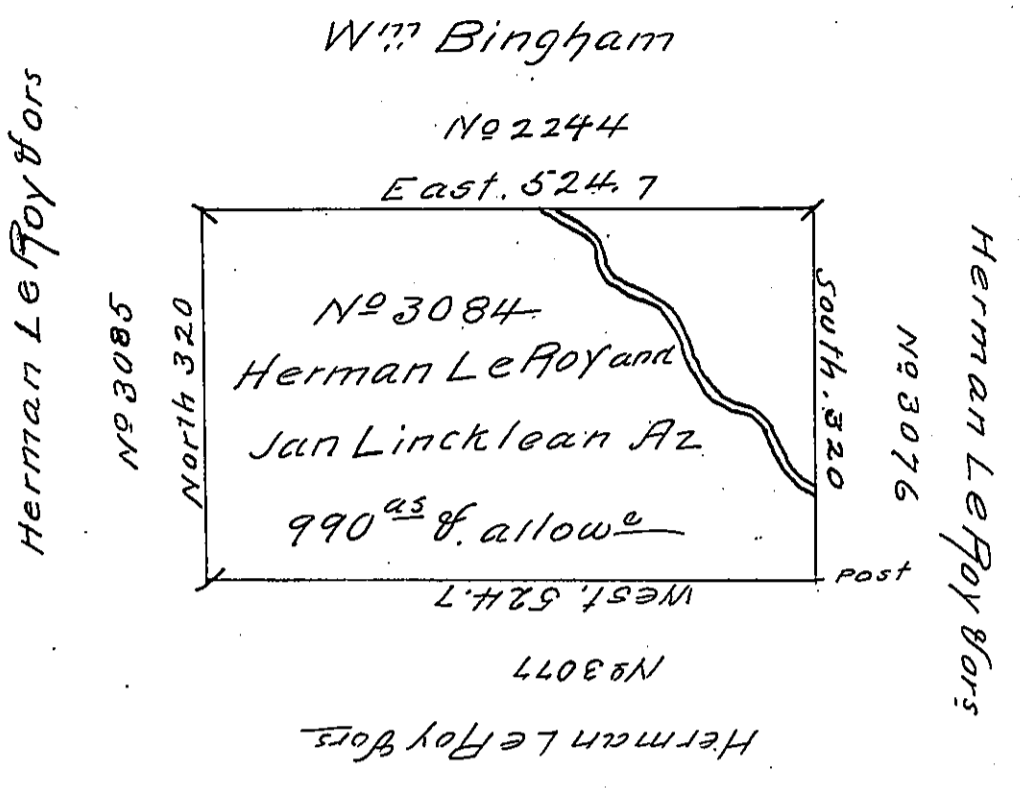 Wm Bingham
No 2244
East. 524.7
Herman LeRoy & ors
No 3085
North 320
No 3084
Herman LeRoy and
Jan Lincklean Az
990 as & allowe
South. 320
No 3076
Herman LeRoy & ors
Post
West. 524.7
No 3077
Herman LeRoy & ors